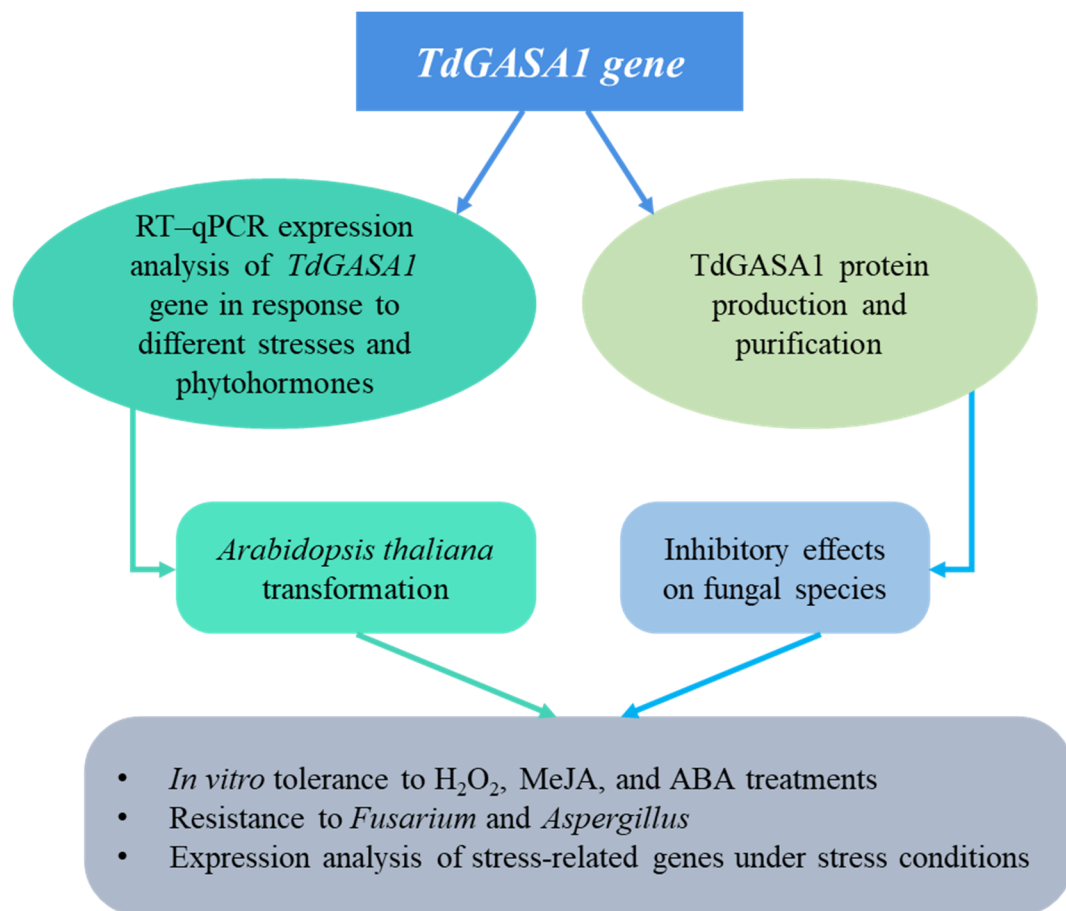 TdGASA1 gene
RT–qPCR expression
analysis of TdGASA1
gene in response to
different stresses and
phytohormones
TdGASA1 protein
production and
purification
Arabidopsis thaliana
transformation
Inhibitory effects
on fungal species
• In vitro tolerance to H₂O₂, MeJA, and ABA treatments
• Resistance to Fusarium and Aspergillus
• Expression analysis of stress-related genes under stress conditions